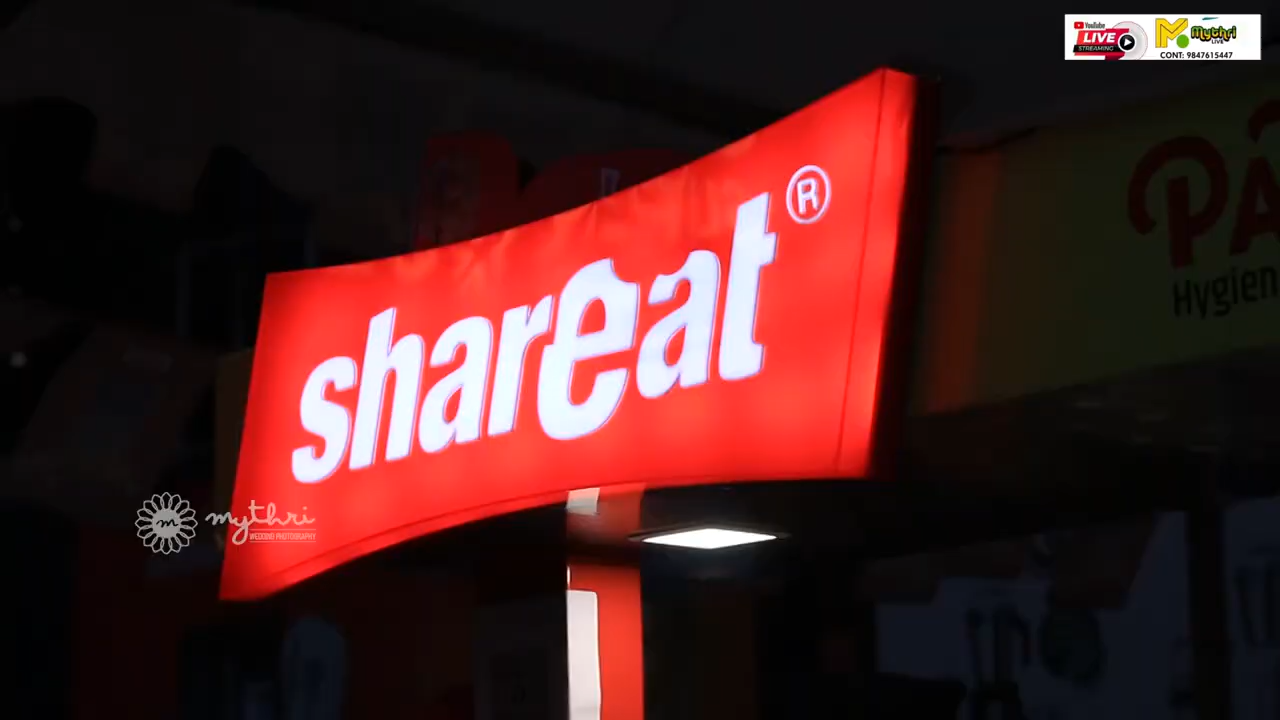 YouTube
LIVE
STREAMING
Mythri
LIVE
CONT: 9847615447
shareat®
Hygien
m mythri
WEDDING PHOTOGRAPHY